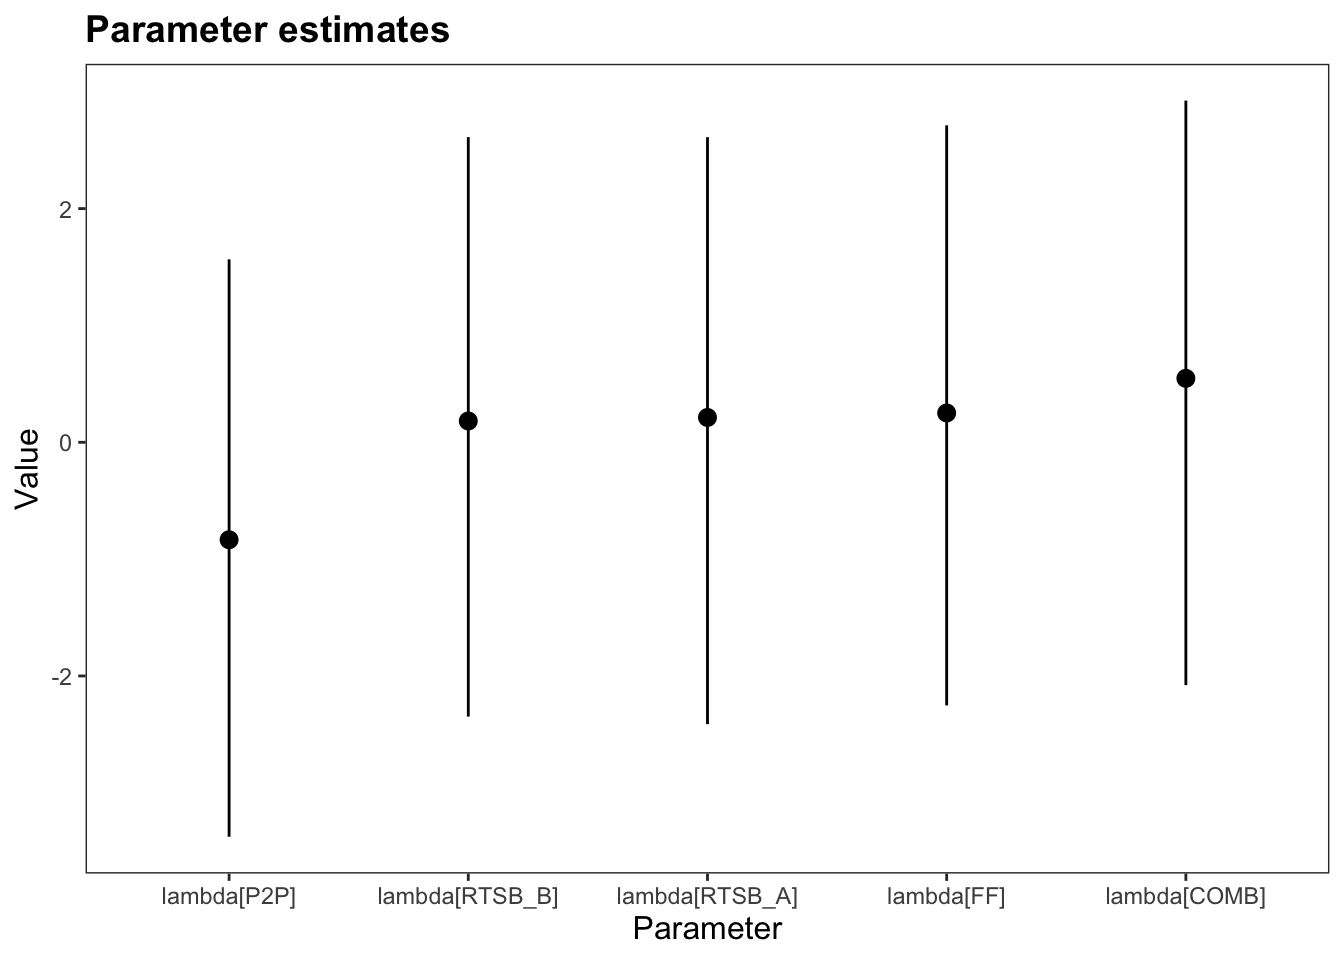 Parameter estimates
2
0
-2
Value
lambda[P2P] lambda[RTSB_B] lambda[RTSB_A] lambda[FF] lambda[COMB]
Parameter